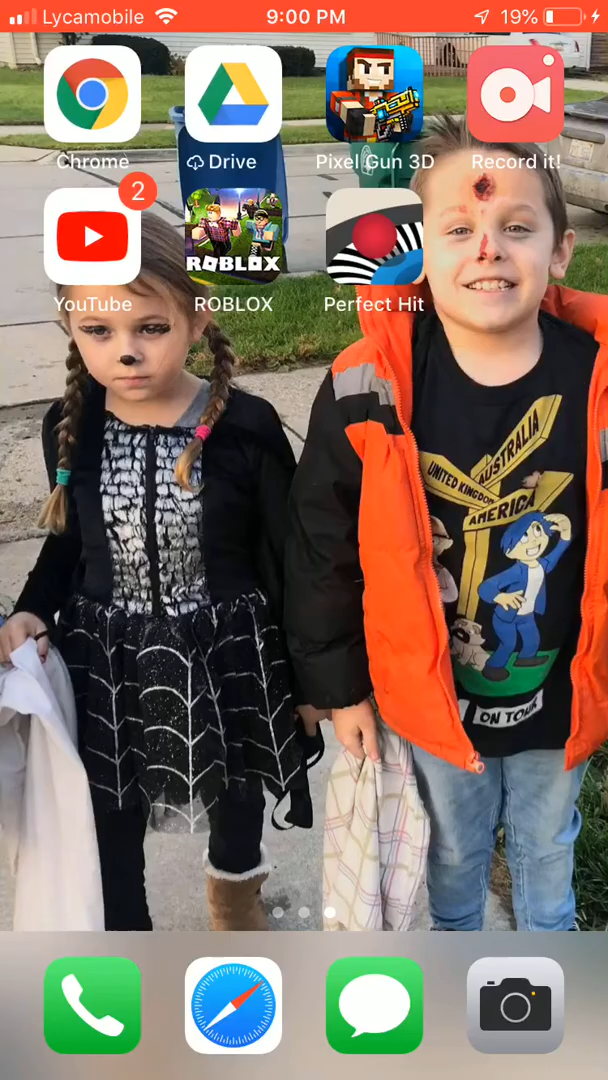 Lycamobile 9:00 PM 19%
Chrome Drive Pixel Gun 3D Record it!
2
ROBLOX
YouTube ROBLOX Perfect Hit
AUSTRALIA
UNITED KINGDOM
AMERICA
ON TOUR